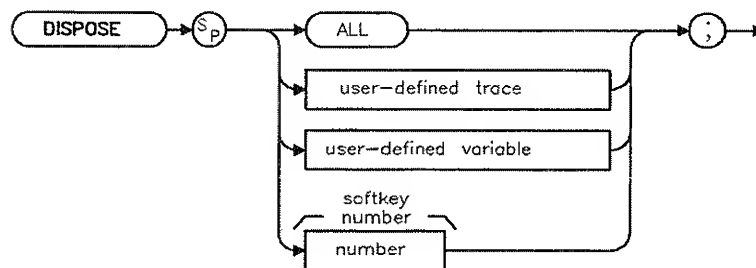 DISPOSE
SP
ALL
;
user-defined trace
user-defined variable
softkey
number
number